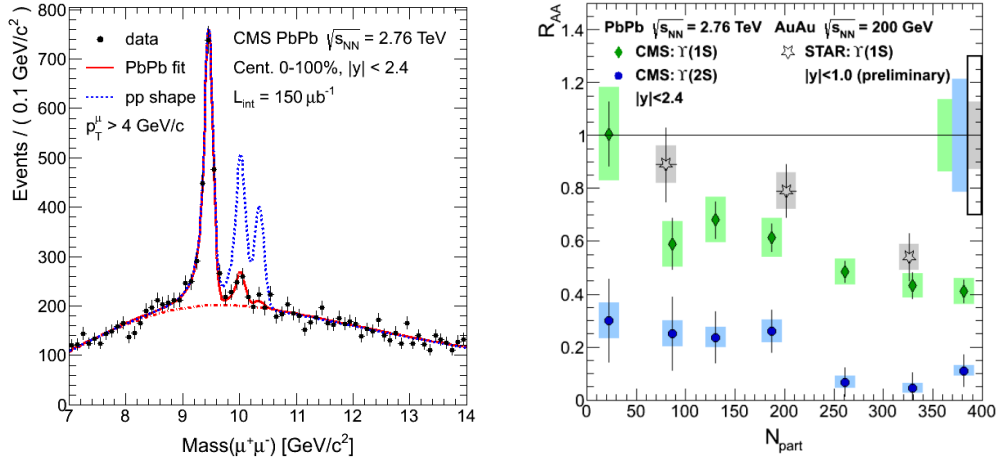 Events / ( 0.1 GeV/c² )
800
700
600
500
400
300
200
100
0
data
PbPb fit
pp shape
p_T^μ > 4 GeV/c
CMS PbPb √s_NN = 2.76 TeV
Cent. 0-100%, |y| < 2.4
L_int = 150 μb⁻¹
7 8 9 10 11 12 13 14
Mass(μ⁺μ⁻) [GeV/c²]
R_AA
1.4
1.2
1
0.8
0.6
0.4
0.2
0
PbPb √s_NN = 2.76 TeV
CMS: ϒ(1S)
CMS: ϒ(2S)
|y|<2.4
AuAu √s_NN = 200 GeV
STAR: ϒ(1S)
|y|<1.0 (preliminary)
0 50 100 150 200 250 300 350 400
N_part